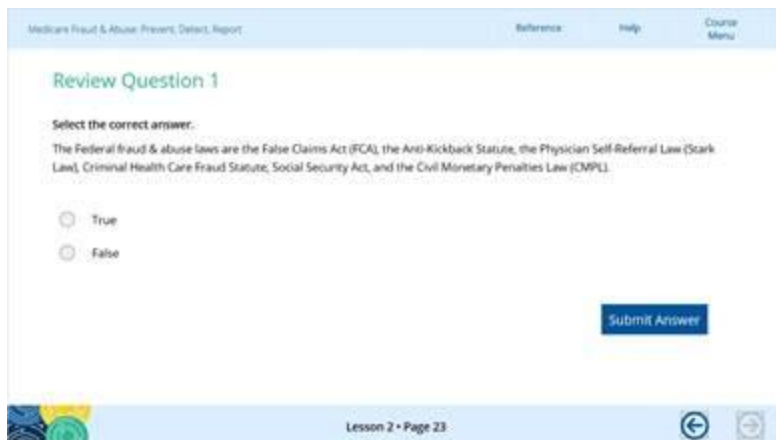 Medicare Fraud & Abuse: Prevent, Detect, Report
Reference
Help
Course
Menu
Review Question 1
Select the correct answer.
The Federal fraud & abuse laws are the False Claims Act (FCA), the Anti-Kickback Statute, the Physician Self-Referral Law (Stark
Law), Criminal Health Care Fraud Statute, Social Security Act, and the Civil Monetary Penalties Law (CMPL).
True
False
Submit Answer
Lesson 2 • Page 23